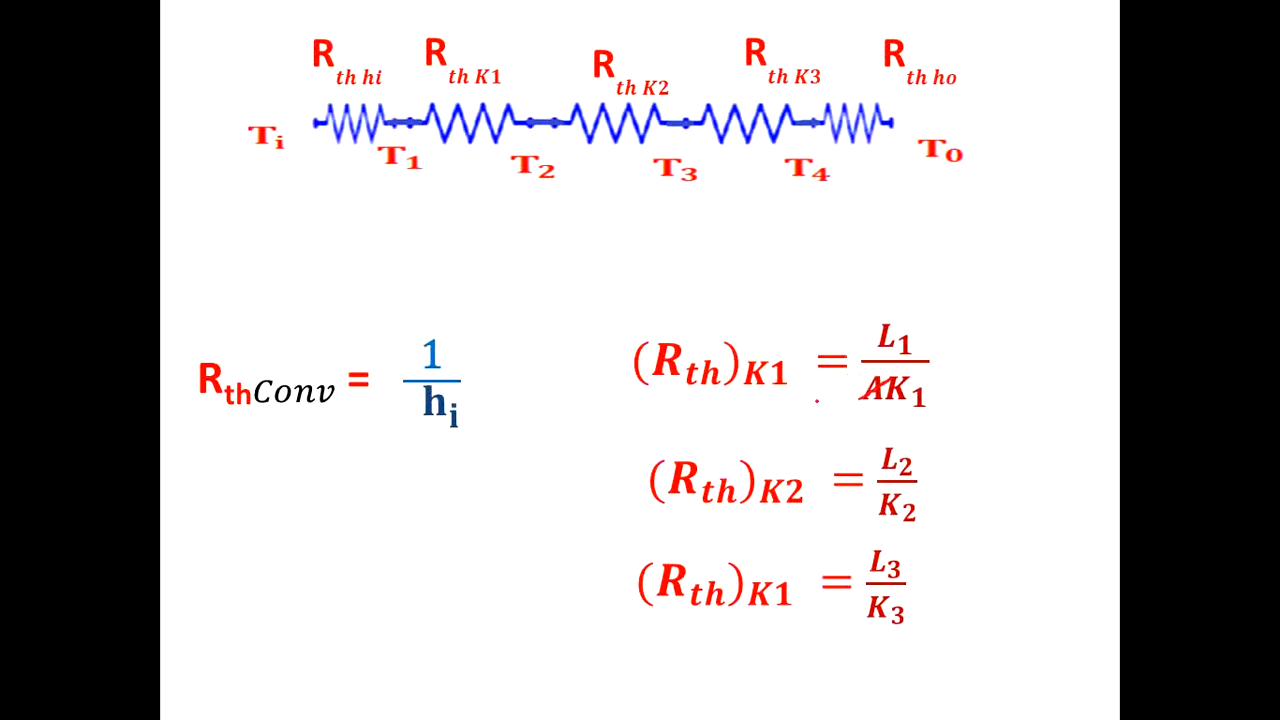 R th hi R th K1 R th K2 R th K3 R th ho
Ti T1 T2 T3 T4 To
RthConv = 1/hi
(Rth)K1 = L1/AK1
(Rth)K2 = L2/K2
(Rth)K1 = L3/K3